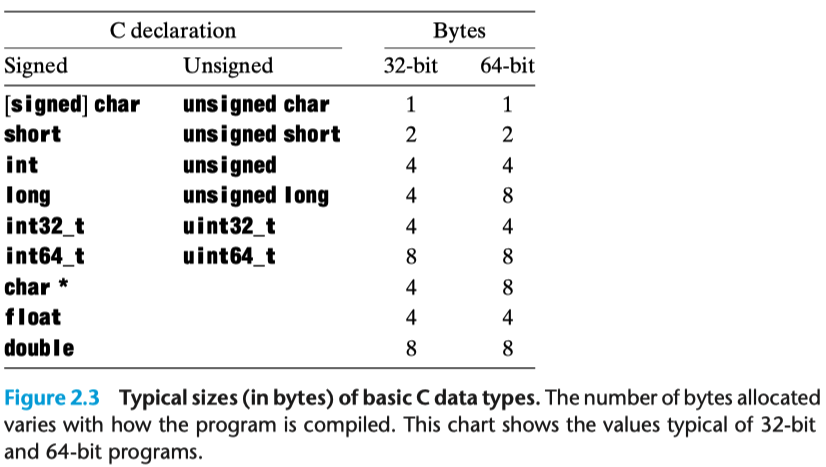 C declaration Bytes
Signed Unsigned 32-bit 64-bit
[signed] char unsigned char 1 1
short unsigned short 2 2
int unsigned 4 4
long unsigned long 4 8
int32_t uint32_t 4 4
int64_t uint64_t 8 8
char * 4 8
float 4 4
double 8 8
Figure 2.3 Typical sizes (in bytes) of basic C data types. The number of bytes allocated
varies with how the program is compiled. This chart shows the values typical of 32-bit
and 64-bit programs.